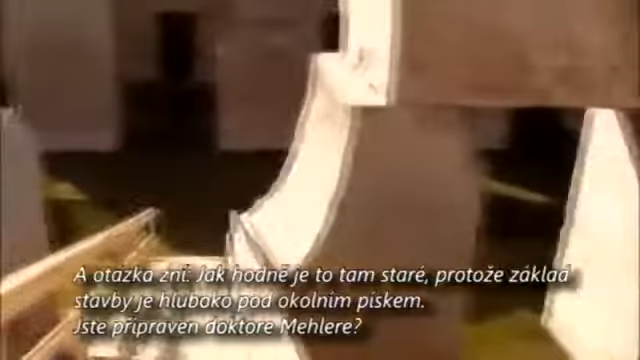 A otázka zní: Jak hodně je to tam staré, protože základ
stavby je hluboko pod okolním pískem.
Jste připraven doktore Mehlere?